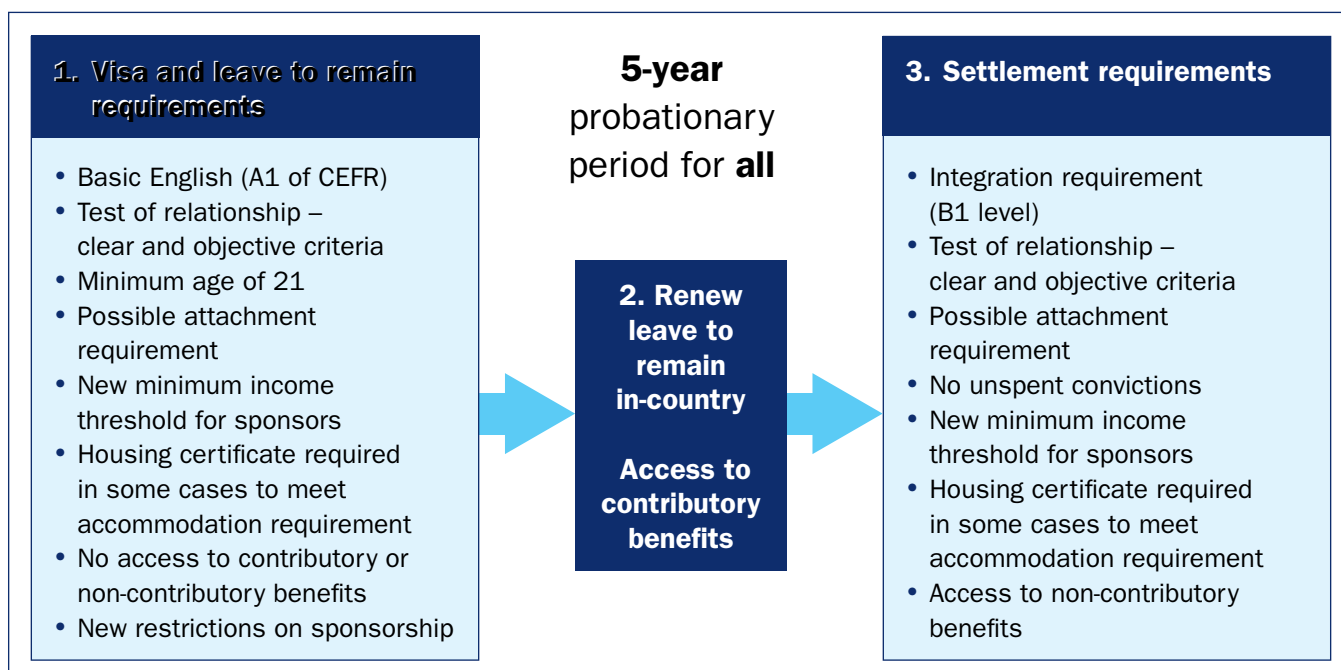 1. Visa and leave to remain
requirements
• Basic English (A1 of CEFR)
• Test of relationship –
clear and objective criteria
• Minimum age of 21
• Possible attachment
requirement
• New minimum income
threshold for sponsors
• Housing certificate required
in some cases to meet
accommodation requirement
• No access to contributory or
non-contributory benefits
• New restrictions on sponsorship
5-year
probationary
period for all
2. Renew
leave to
remain
in-country
Access to
contributory
benefits
3. Settlement requirements
• Integration requirement
(B1 level)
• Test of relationship –
clear and objective criteria
• Possible attachment
requirement
• No unspent convictions
• New minimum income
threshold for sponsors
• Housing certificate required
in some cases to meet
accommodation requirement
• Access to non-contributory
benefits